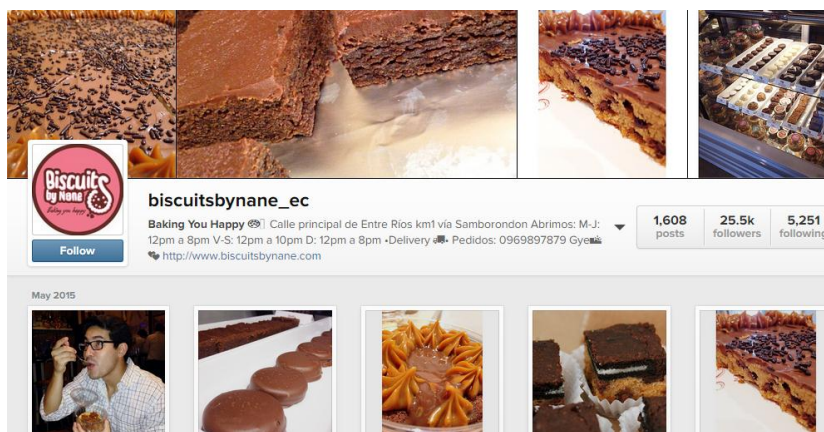 Biscuits
by Nane
Baking you happy
Follow
biscuitsbynane_ec
Baking You Happy Calle principal de Entre Ríos km1 vía Samborondon Abrimos: M-J:
12pm a 8pm V-S: 12pm a 10pm D: 12pm a 8pm •Delivery • Pedidos: 0969897879 Gye
http://www.biscuitsbynane.com
1,608
posts
25.5k
followers
5,251
following
May 2015